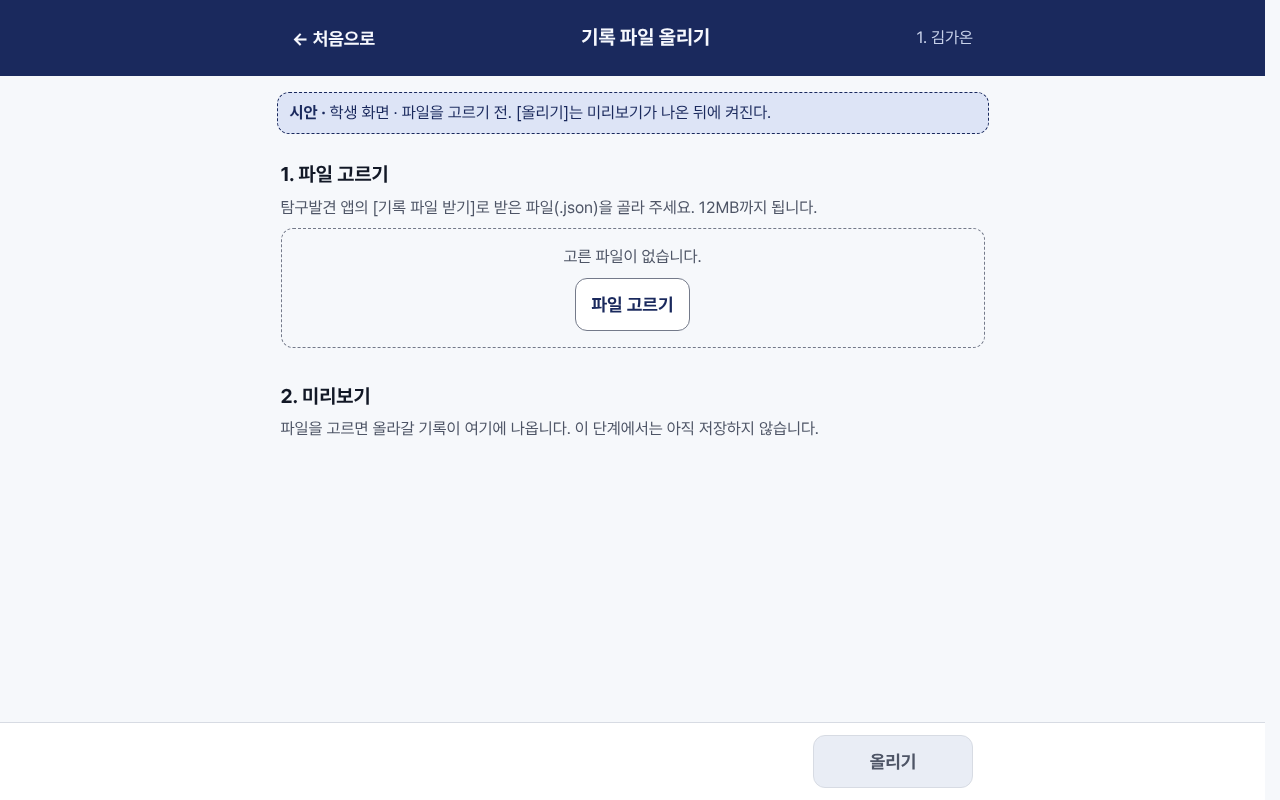 ← 처음으로
기록 파일 올리기
1. 김가온
시안 · 학생 화면 · 파일을 고르기 전. [올리기]는 미리보기가 나온 뒤에 켜진다.
1. 파일 고르기
탐구발견 앱의 [기록 파일 받기]로 받은 파일(.json)을 골라 주세요. 12MB까지 됩니다.
고른 파일이 없습니다.
파일 고르기
2. 미리보기
파일을 고르면 올라갈 기록이 여기에 나옵니다. 이 단계에서는 아직 저장하지 않습니다.
올리기